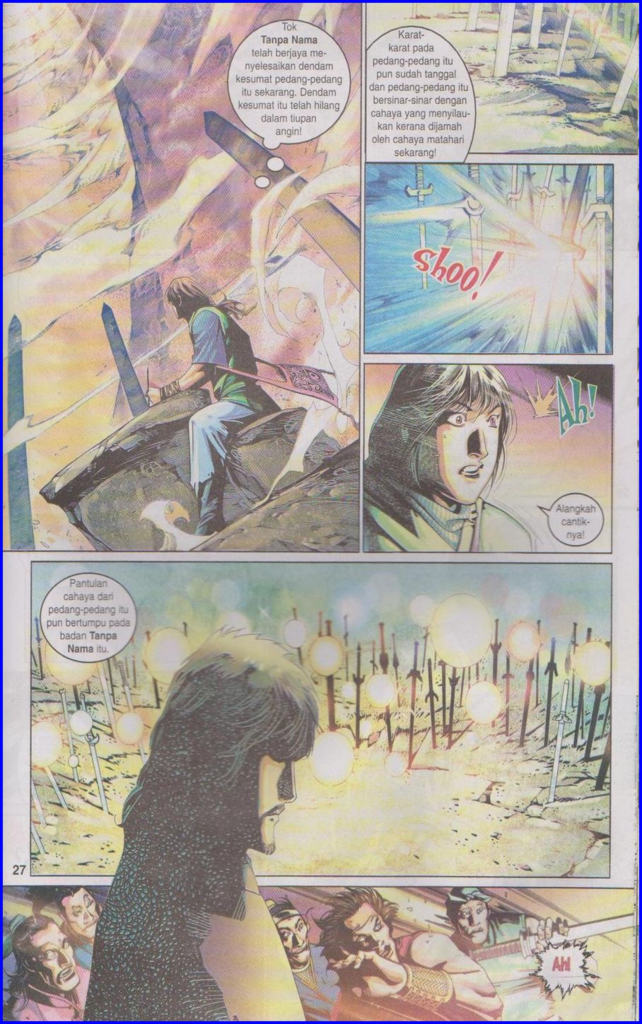 Tok
Tanpa Nama
telah berjaya me-
nyelesaikan dendam
kesumat pedang-pedang
itu sekarang. Dendam
kesumat itu telah hilang
dalam tiupan
angin!
Karat-
karat pada
pedang-pedang itu
pun sudah tanggal
dan pedang-pedang itu
bersinar-sinar dengan
cahaya yang menyilau-
kan kerana dijamah
oleh cahaya matahari
sekarang!
shoo!
Ah!
Alangkah
cantik-
nya!
Pantulan
cahaya dari
pedang-pedang itu
pun bertumpu pada
badan Tanpa
Nama itu.
27
AH!